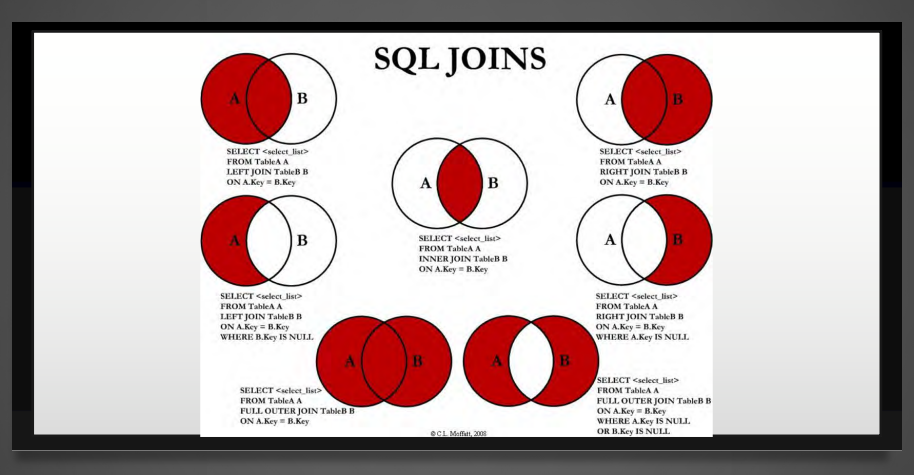 SQL JOINS
A
B
SELECT <select_list>
FROM TableA A
LEFT JOIN TableB B
ON A.Key = B.Key
A
B
SELECT <select_list>
FROM TableA A
RIGHT JOIN TableB B
ON A.Key = B.Key
A
B
SELECT <select_list>
FROM TableA A
INNER JOIN TableB B
ON A.Key = B.Key
A
B
SELECT <select_list>
FROM TableA A
LEFT JOIN TableB B
ON A.Key = B.Key
WHERE B.Key IS NULL
A
B
SELECT <select_list>
FROM TableA A
RIGHT JOIN TableB B
ON A.Key = B.Key
WHERE A.Key IS NULL
A
B
SELECT <select_list>
FROM TableA A
FULL OUTER JOIN TableB B
ON A.Key = B.Key
A
B
SELECT <select_list>
FROM TableA A
FULL OUTER JOIN TableB B
ON A.Key = B.Key
WHERE A.Key IS NULL
OR B.Key IS NULL
© C.L. Moffatt, 2008